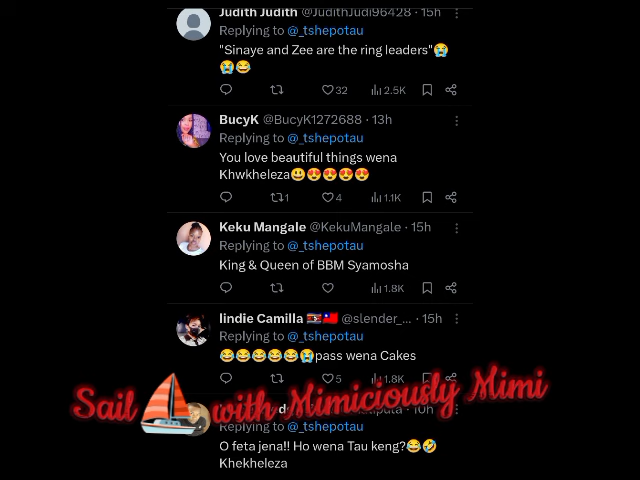 Judith Judith @JudithJudi96428 · 15h
Replying to @_tshepotau
"Sinaye and Zee are the ring leaders"😭
😭😂
32 2.5K
BucyK @BucyK1272688 · 13h
Replying to @_tshepotau
You love beautiful things wena
Khwkheleza😃😍😍😍😍
1 4 1.1K
Keku Mangale @KekuMangale · 15h
Replying to @_tshepotau
King & Queen of BBM Syamosha
1.8K
lindie Camilla 🇸🇿🇹🇼 @slender_... · 15h
Replying to @_tshepotau
😂😂😂😂😂😭pass wena Cakes
5 1.8K
Sail with Mimiciously Mimi
10h
Replying to @_tshepotau
O feta jena!! Ho wena Tau keng?😂🤣
Khekheleza